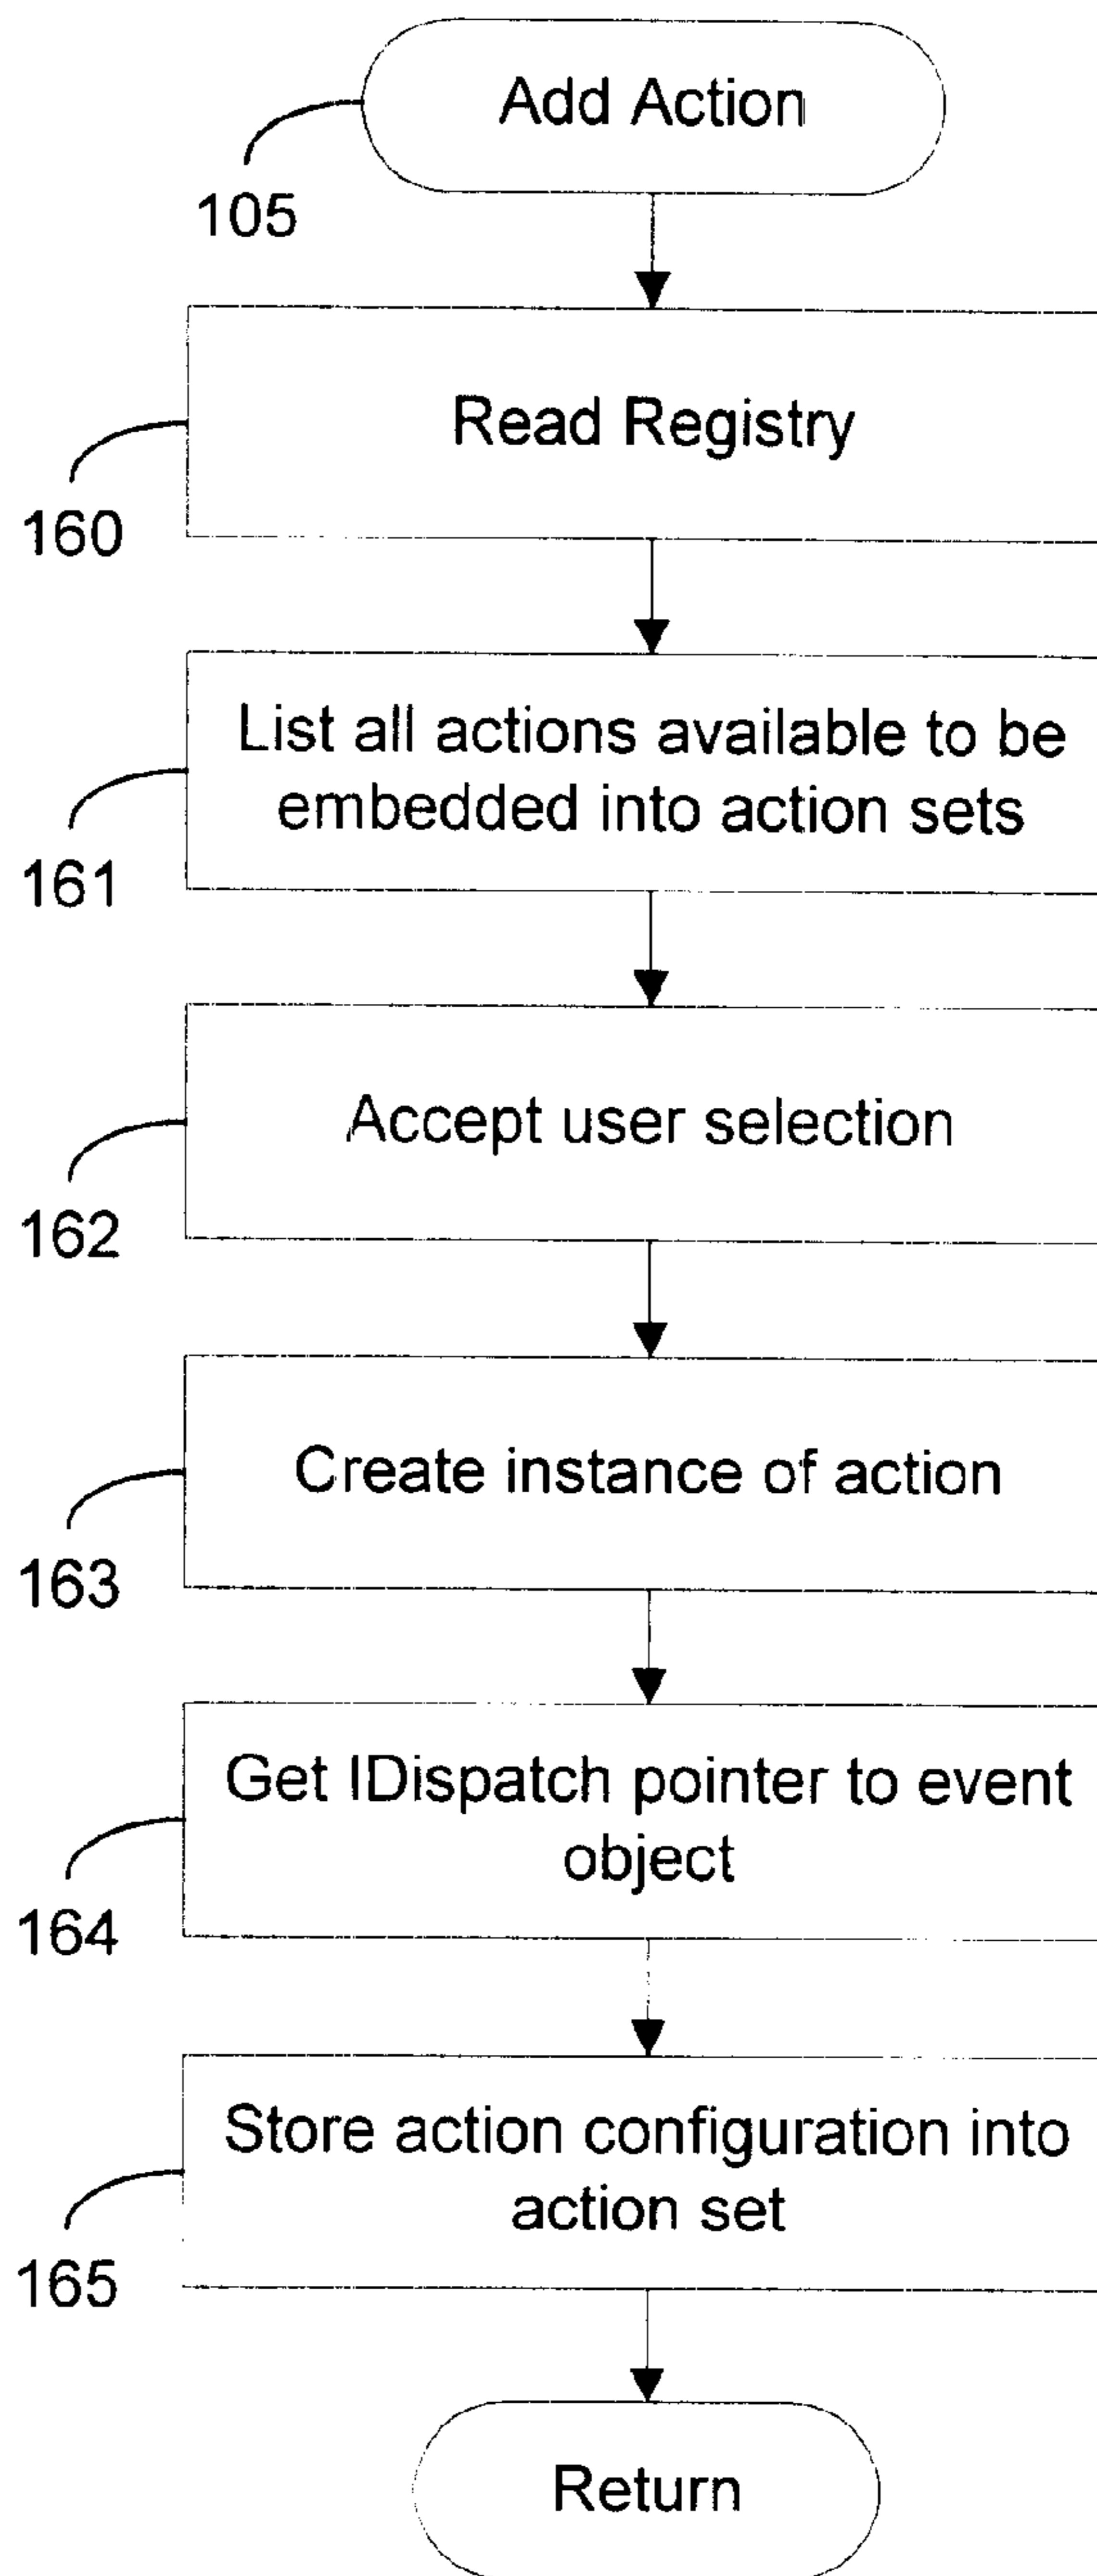 Add Action
105
Read Registry
160
List all actions available to be
embedded into action sets
161
Accept user selection
162
Create instance of action
163
Get IDispatch pointer to event
object
164
Store action configuration into
action set
165
Return